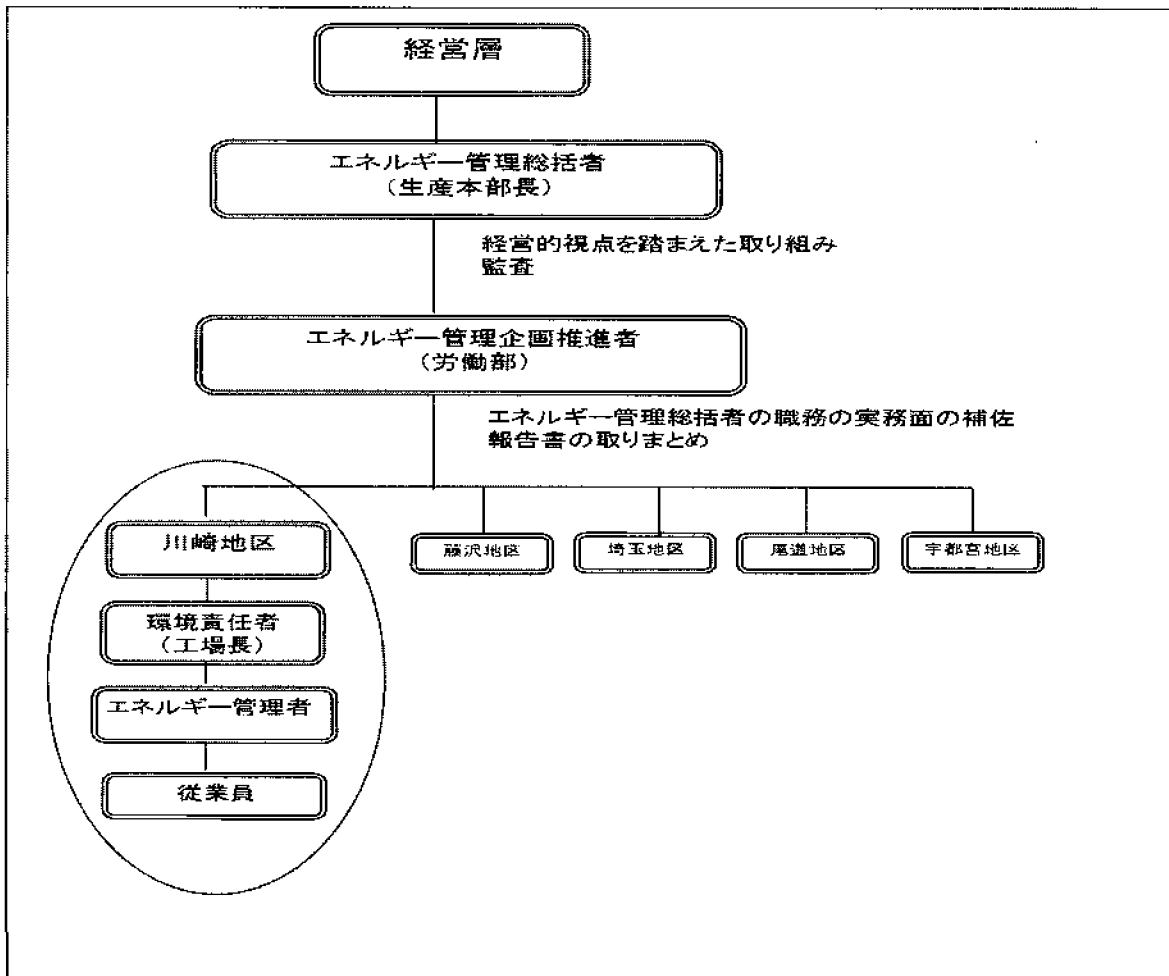 経営層
エネルギー管理総括者
(生産本部長)
経営的視点を踏まえた取り組み
監査
エネルギー管理企画推進者
(労働部)
エネルギー管理総括者の職務の実務面の補佐
報告書の取りまとめ
川崎地区
藤沢地区
埼玉地区
尾道地区
宇都宮地区
環境責任者
(工場長)
エネルギー管理者
従業員